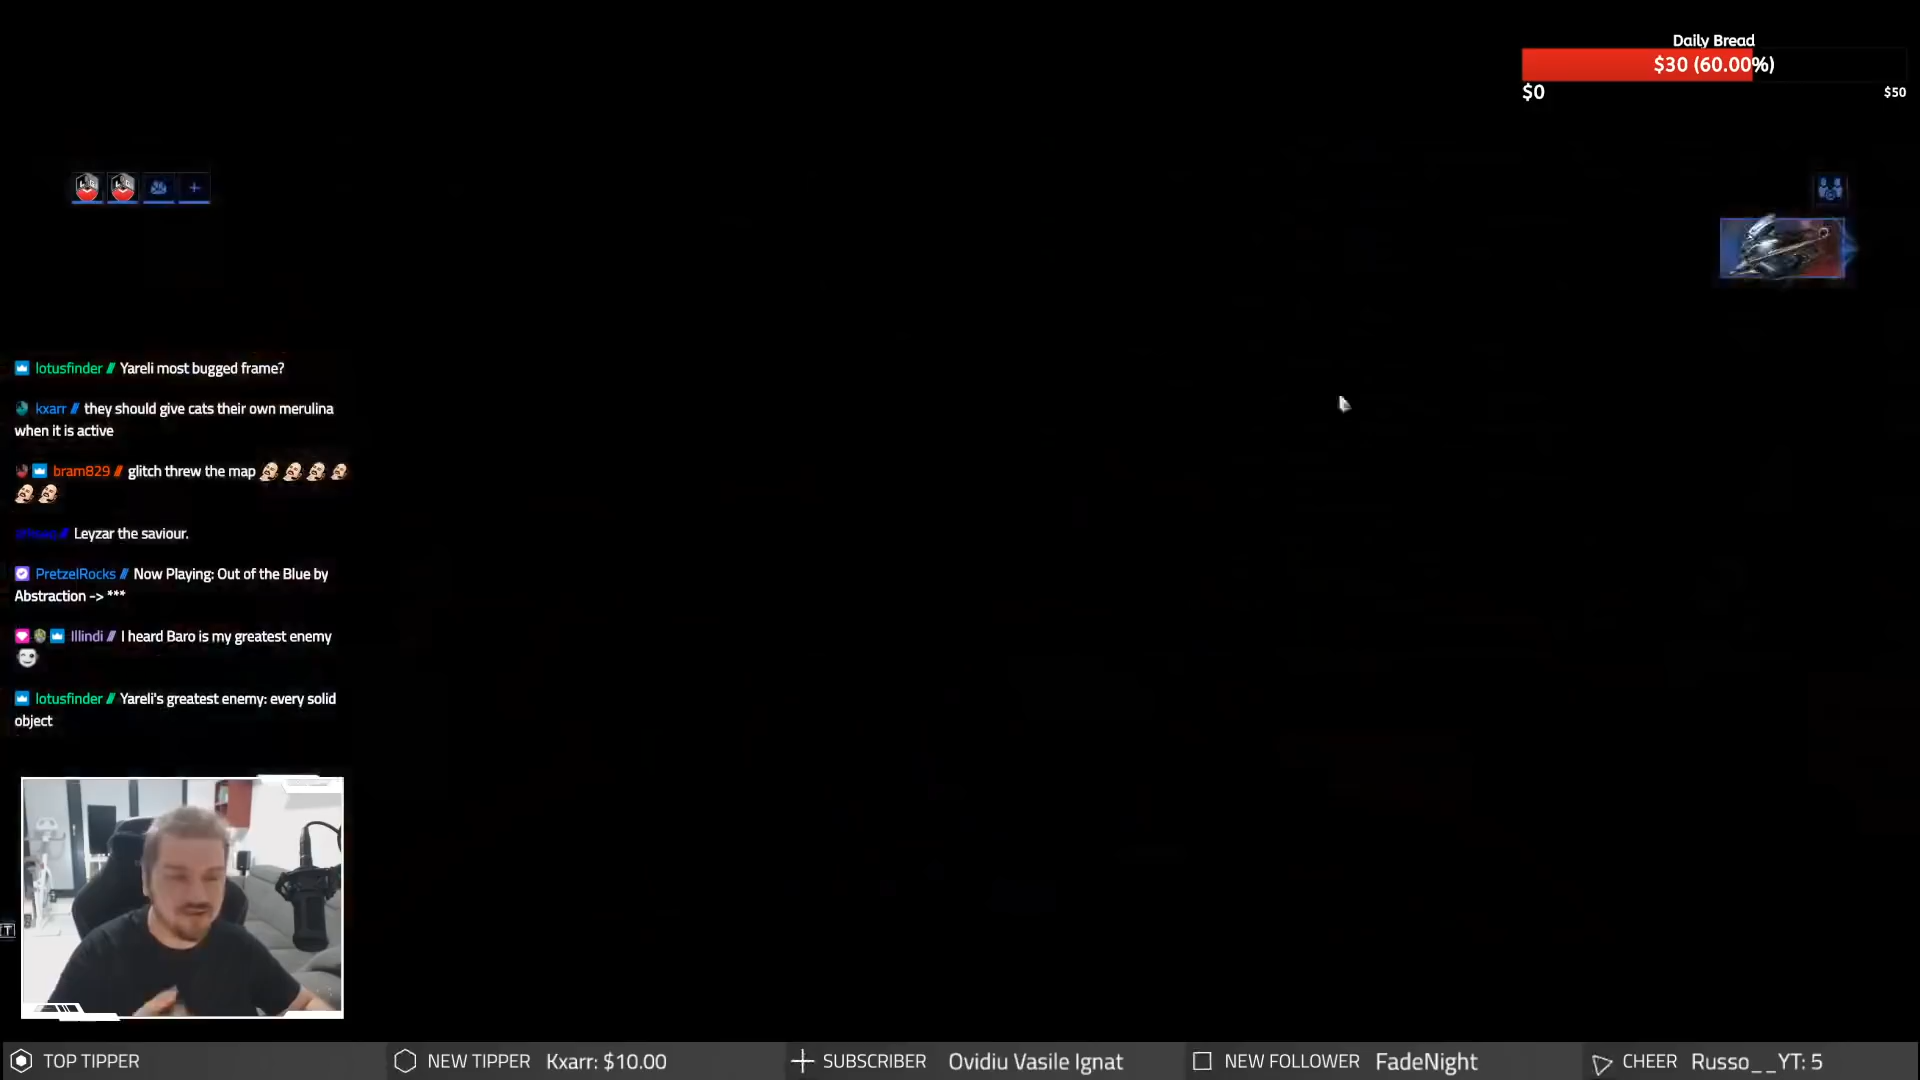 Daily Bread
$30 (60.00%)
$0 $50
lotusfinder // Yareli most bugged frame?
kxarr // they should give cats their own merulina
when it is active
bram829 // glitch threw the map
// Leyzar the saviour.
PretzelRocks // Now Playing: Out of the Blue by
Abstraction -> ***
Illindi // I heard Baro is my greatest enemy
lotusfinder // Yareli's greatest enemy: every solid
object
T
TOP TIPPER NEW TIPPER Kxarr: $10.00 SUBSCRIBER Ovidiu Vasile Ignat NEW FOLLOWER FadeNight CHEER Russo__YT: 5